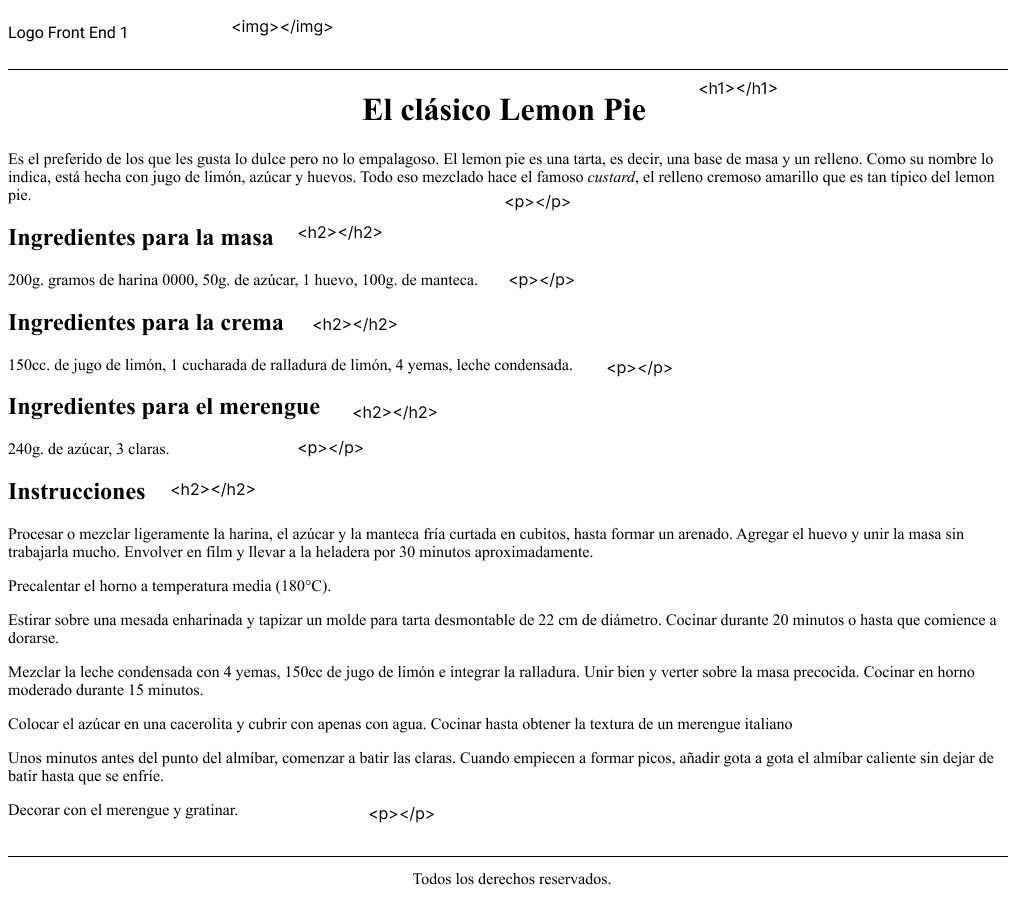 Logo Front End 1
<img></img>
<h1></h1>
El clásico Lemon Pie
Es el preferido de los que les gusta lo dulce pero no lo empalagoso. El lemon pie es una tarta, es decir, una base de masa y un relleno. Como su nombre lo
indica, está hecha con jugo de limón, azúcar y huevos. Todo eso mezclado hace el famoso custard, el relleno cremoso amarillo que es tan típico del lemon
pie.
<p></p>
Ingredientes para la masa
<h2></h2>
200g. gramos de harina 0000, 50g. de azúcar, 1 huevo, 100g. de manteca.
<p></p>
Ingredientes para la crema
<h2></h2>
150cc. de jugo de limón, 1 cucharada de ralladura de limón, 4 yemas, leche condensada.
<p></p>
Ingredientes para el merengue
<h2></h2>
240g. de azúcar, 3 claras.
<p></p>
Instrucciones
<h2></h2>
Procesar o mezclar ligeramente la harina, el azúcar y la manteca fría curtada en cubitos, hasta formar un arenado. Agregar el huevo y unir la masa sin
trabajarla mucho. Envolver en film y llevar a la heladera por 30 minutos aproximadamente.
Precalentar el horno a temperatura media (180°C).
Estirar sobre una mesada enharinada y tapizar un molde para tarta desmontable de 22 cm de diámetro. Cocinar durante 20 minutos o hasta que comience a
dorarse.
Mezclar la leche condensada con 4 yemas, 150cc de jugo de limón e integrar la ralladura. Unir bien y verter sobre la masa precocida. Cocinar en horno
moderado durante 15 minutos.
Colocar el azúcar en una cacerolita y cubrir con apenas con agua. Cocinar hasta obtener la textura de un merengue italiano
Unos minutos antes del punto del almíbar, comenzar a batir las claras. Cuando empiecen a formar picos, añadir gota a gota el almíbar caliente sin dejar de
batir hasta que se enfríe.
Decorar con el merengue y gratinar.
<p></p>
Todos los derechos reservados.